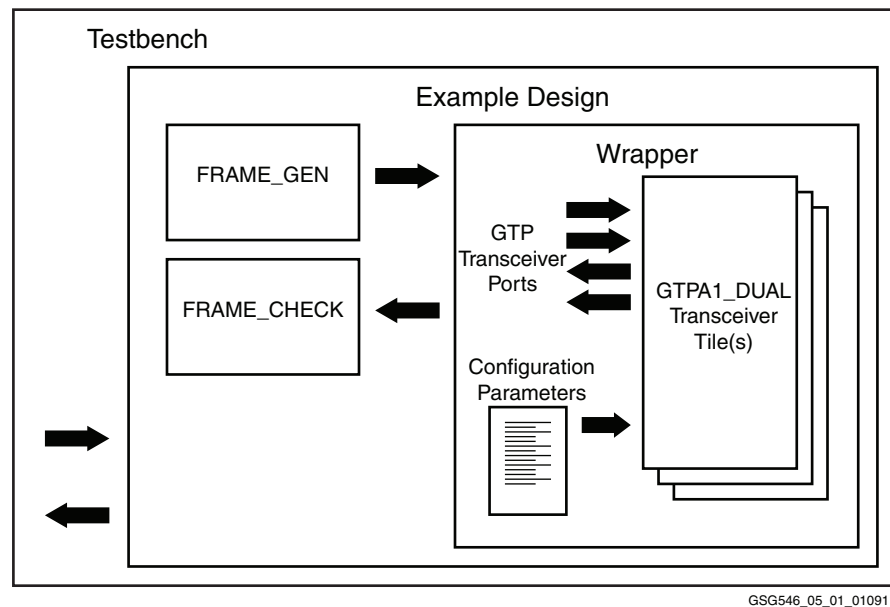 Testbench
Example Design
FRAME_GEN
Wrapper
GTP
Transceiver
Ports
FRAME_CHECK
GTPA1_DUAL
Transceiver
Tile(s)
Configuration
Parameters
GSG546_05_01_01091